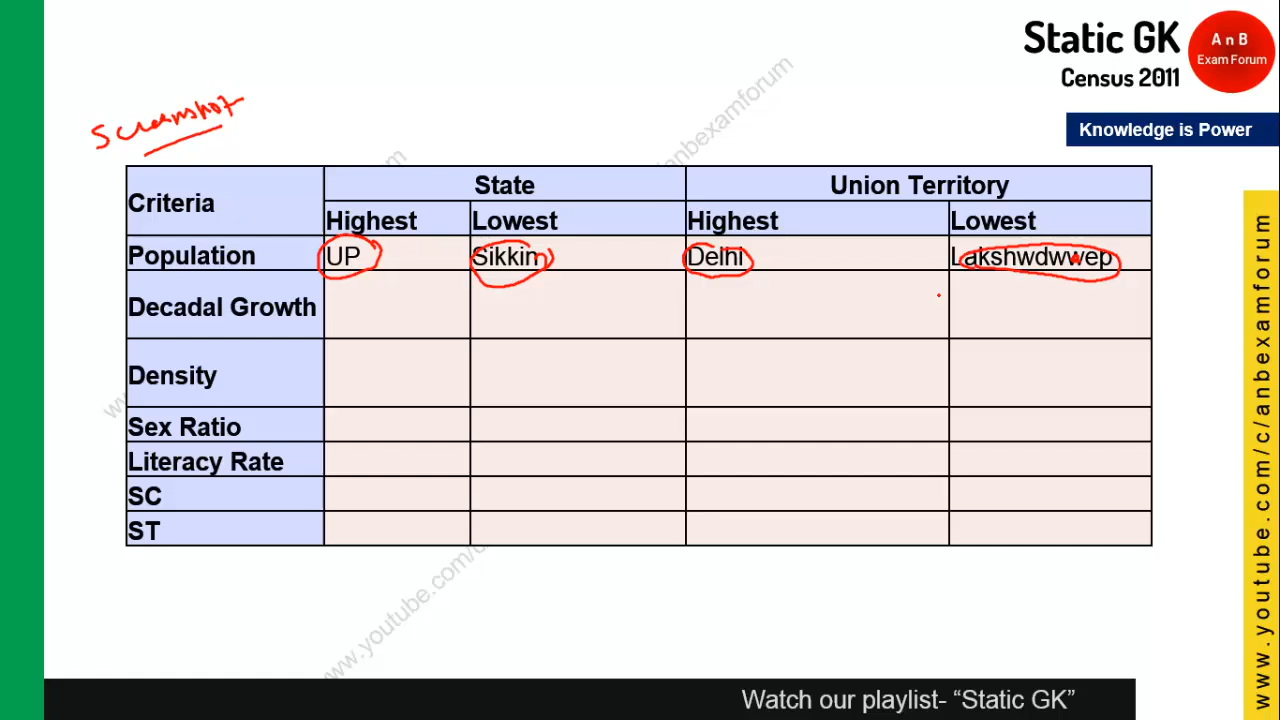 Static GK
Census 2011
A n B
Exam Forum
Knowledge is Power
Screenshot
Criteria State Union Territory
Highest Lowest Highest Lowest
Population UP Sikkim Delhi Lakshwdwwep
Decadal Growth
Density
Sex Ratio
Literacy Rate
SC
ST
Watch our playlist- “Static GK”
www.youtube.com/c/anbexamforum